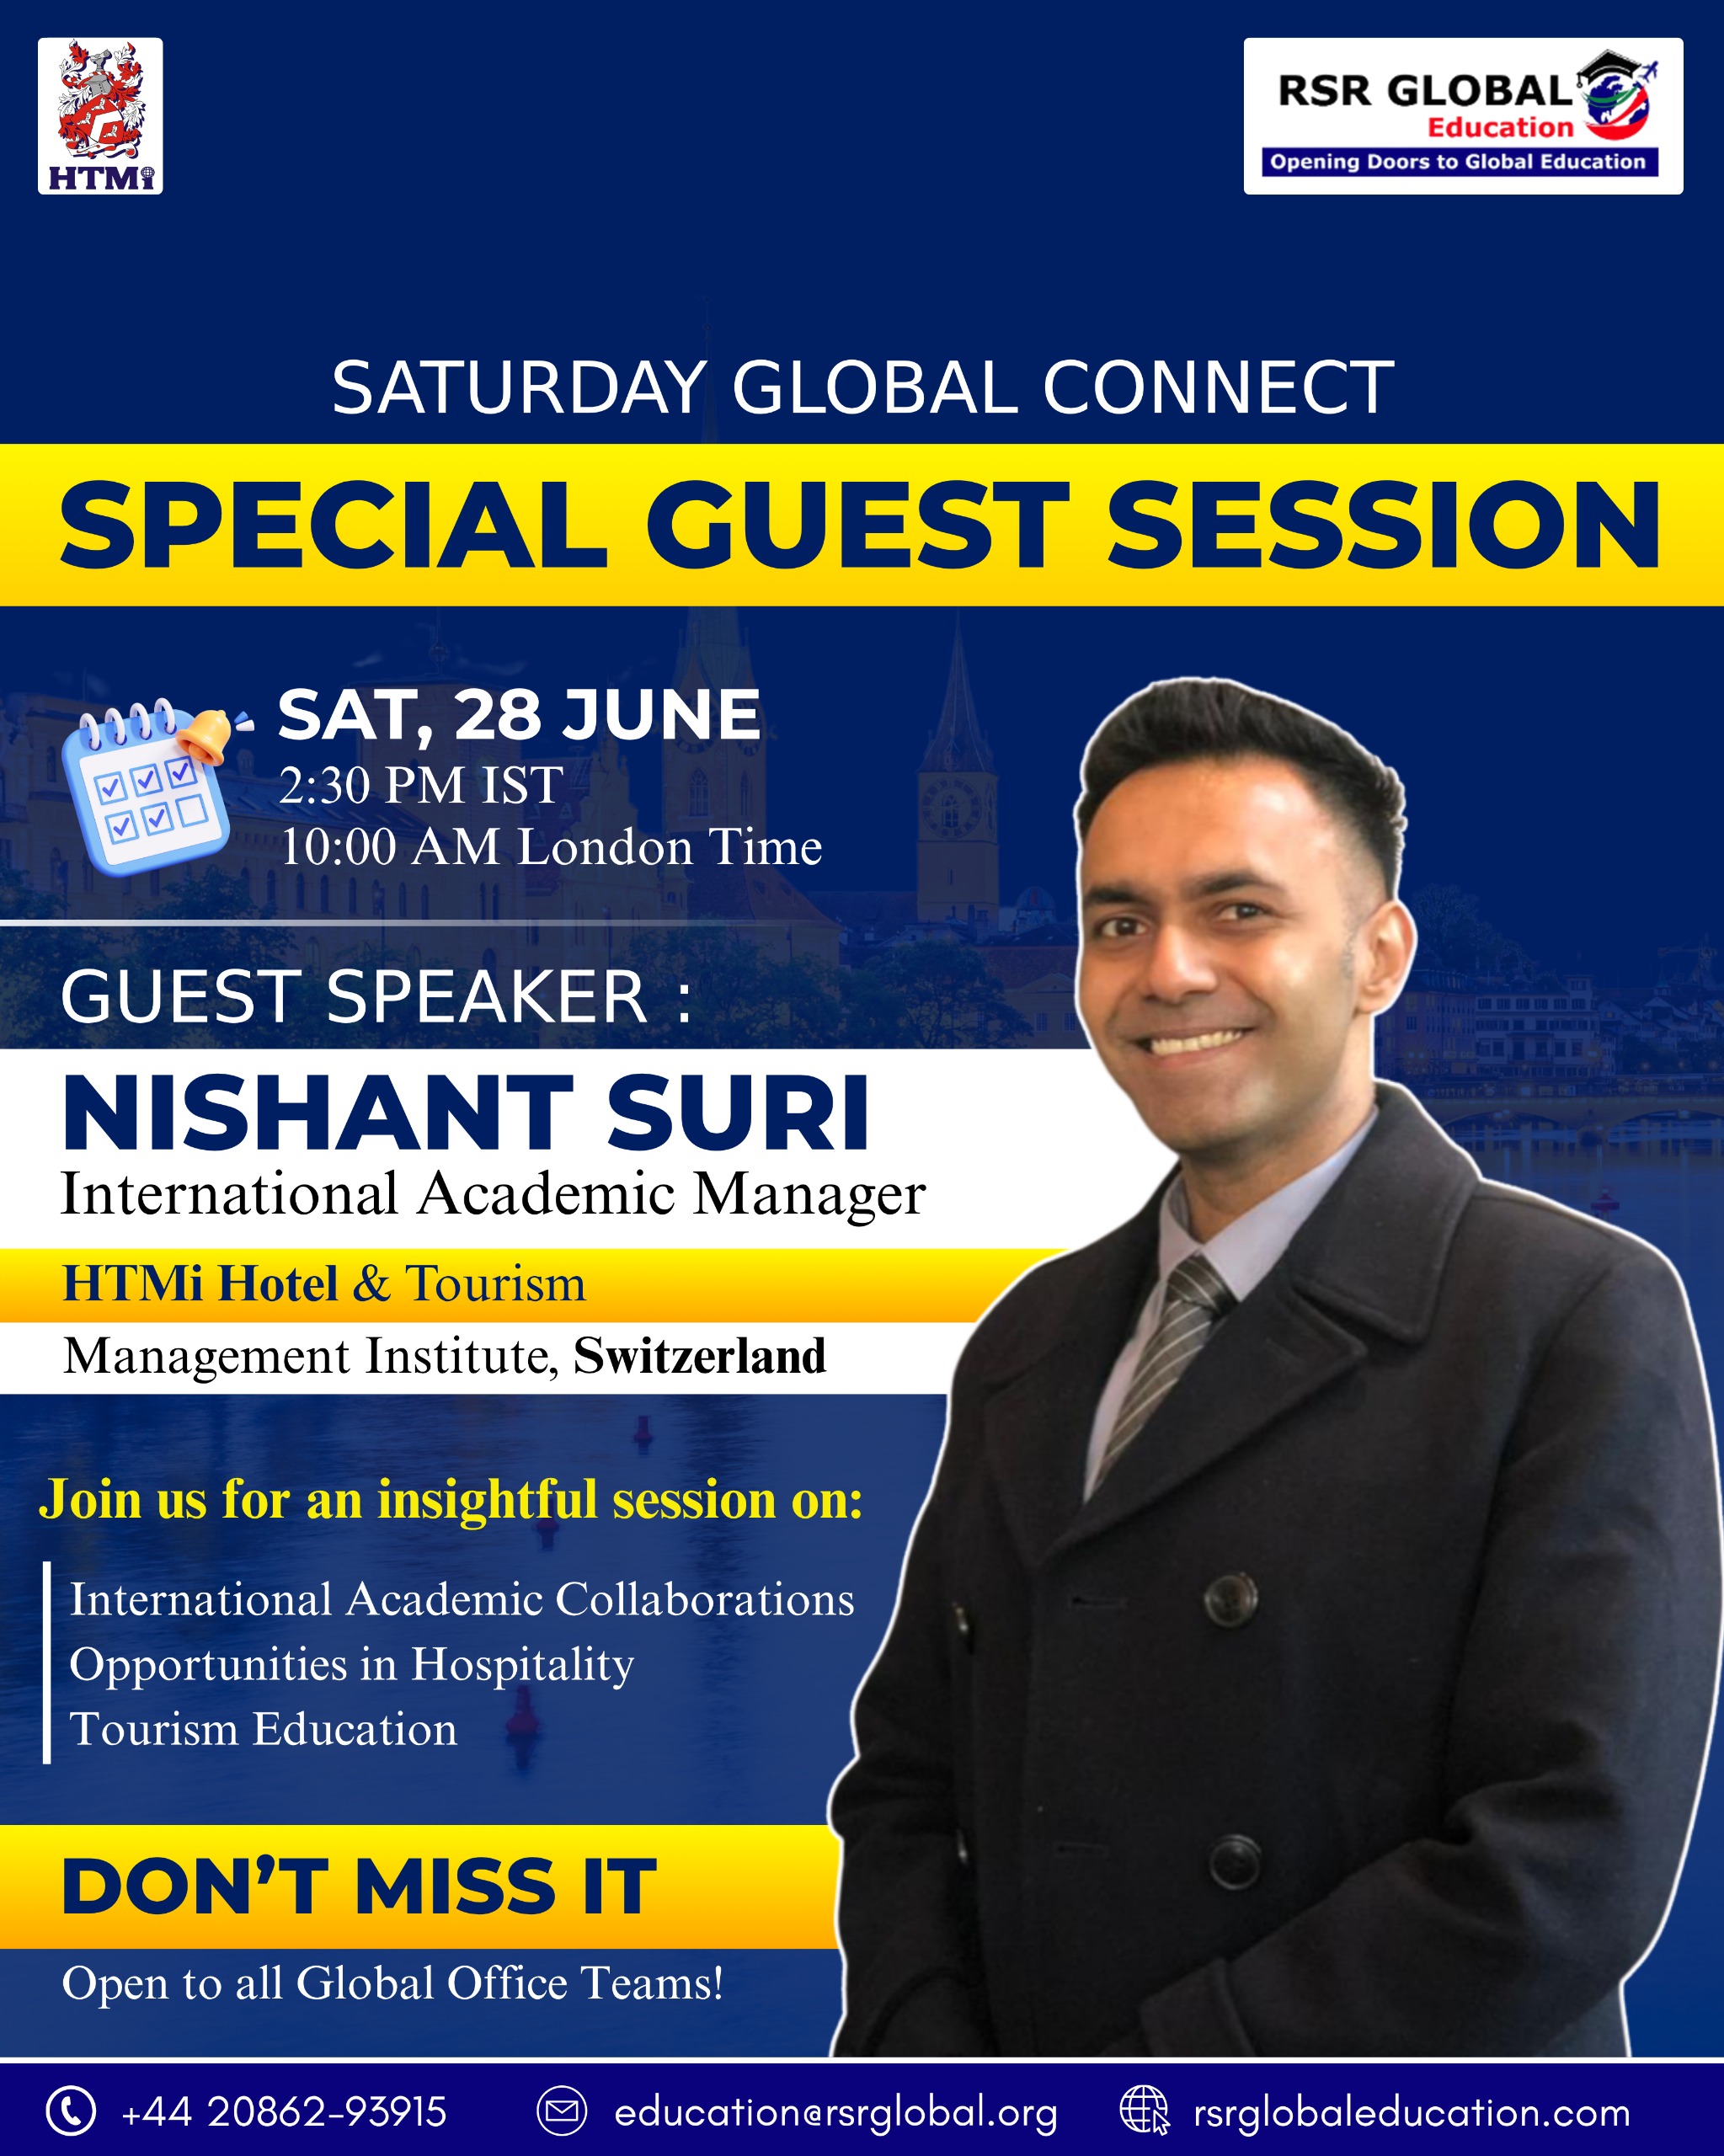 HTMi
RSR GLOBAL
Education
Opening Doors to Global Education
SATURDAY GLOBAL CONNECT
SPECIAL GUEST SESSION
SAT, 28 JUNE
2:30 PM IST
10:00 AM London Time
GUEST SPEAKER :
NISHANT SURI
International Academic Manager
HTMi Hotel & Tourism
Management Institute, Switzerland
Join us for an insightful session on:
International Academic Collaborations
Opportunities in Hospitality
Tourism Education
DON'T MISS IT
Open to all Global Office Teams!
+44 20862-93915
education@rsrglobal.org
rsrglobaleducation.com